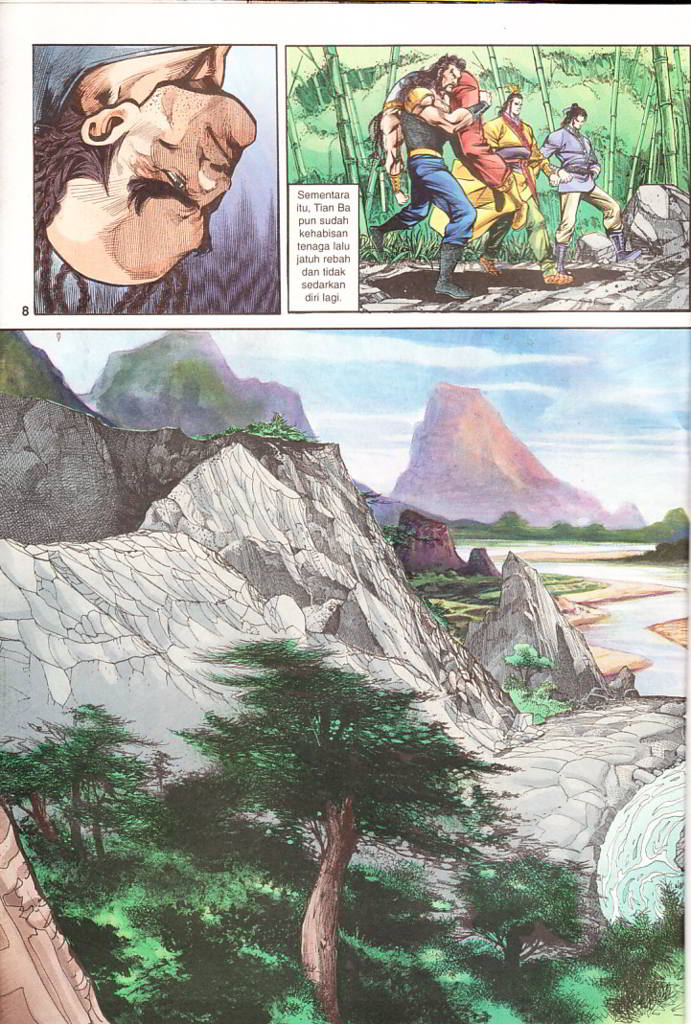 Sementara
itu, Tian Ba
pun sudah
kehabisan
tenaga lalu
jatuh rebah
dan tidak
sedarkan
diri lagi.
8